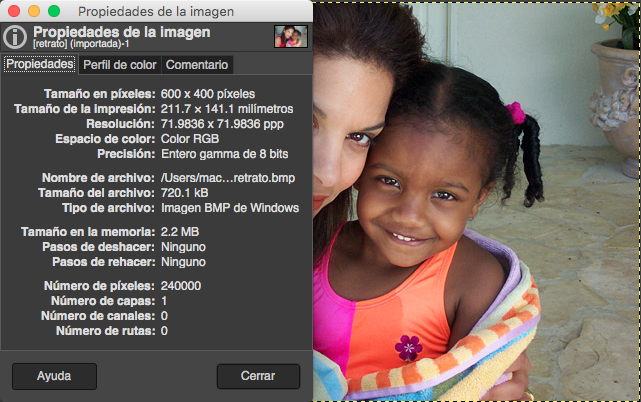 Propiedades de la imagen
Propiedades de la imagen
[retrato] (importada)-1
Propiedades Perfil de color Comentario
Tamaño en píxeles: 600 x 400 píxeles
Tamaño de la impresión: 211.7 × 141.1 milímetros
Resolución: 71.9836 x 71.9836 ppp
Espacio de color: Color RGB
Precisión: Entero gamma de 8 bits
Nombre de archivo: /Users/mac...retrato.bmp
Tamaño del archivo: 720.1 kB
Tipo de archivo: Imagen BMP de Windows
Tamaño en la memoria: 2.2 MB
Pasos de deshacer: Ninguno
Pasos de rehacer: Ninguno
Número de píxeles: 240000
Número de capas: 1
Número de canales: 0
Número de rutas: 0
Ayuda Cerrar